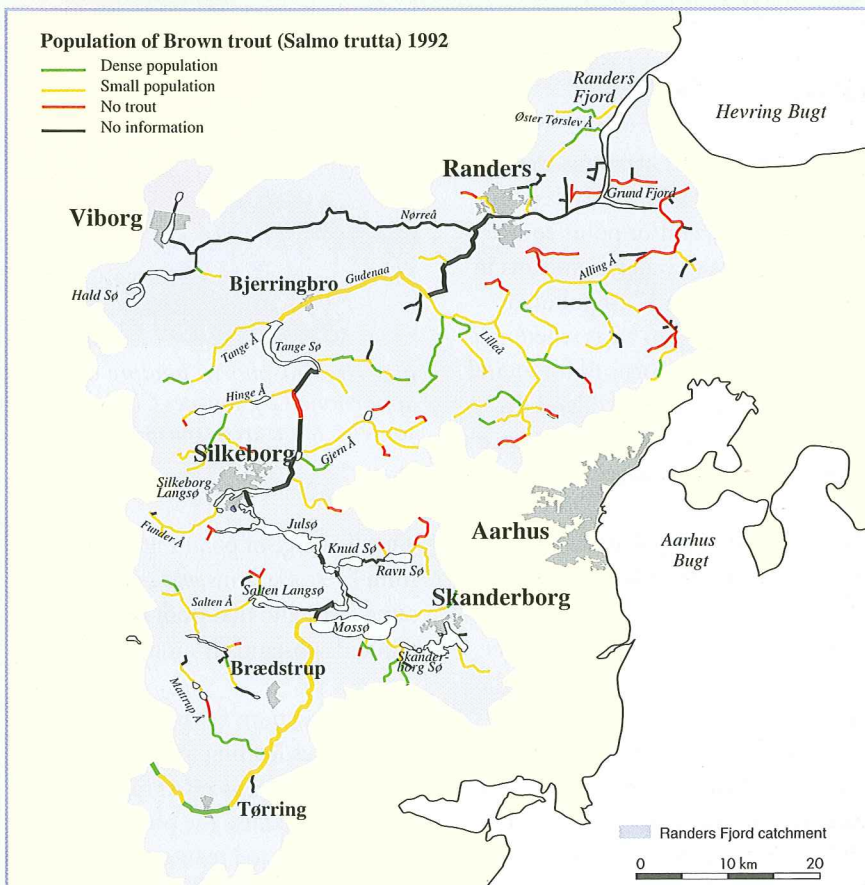 Population of Brown trout (Salmo trutta) 1992
Dense population
Small population
No trout
No information
Randers
Fjord
Hevring Bugt
Øster Tørslev Å
Randers
Grund Fjord
Viborg
Nørreå
Alling Å
Hald Sø
Bjerringbro
Gudenaa
Tange Å
Tange Sø
Lilleå
Hinge Å
Silkeborg
Gjern Å
Silkeborg
Langsø
Aarhus
Aarhus
Bugt
Funder Å
Julsø
Knud Sø
Ravn Sø
Salten Å
Salten Langsø
Skanderborg
Mossø
Skander-
borg Sø
Brædstrup
Mattrup Å
Tørring
Randers Fjord catchment
0 10 km 20